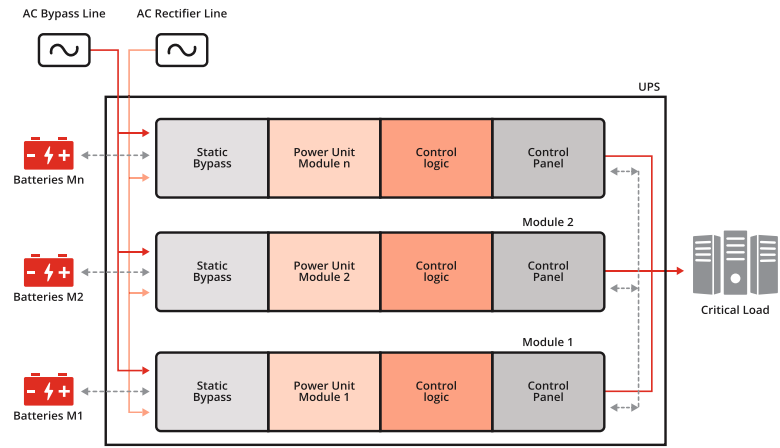 AC Bypass Line
AC Rectifier Line
UPS
Static
Bypass
Power Unit
Module n
Control
logic
Control
Panel
Batteries Mn
Module 2
Static
Bypass
Power Unit
Module 2
Control
logic
Control
Panel
Batteries M2
Critical Load
Module 1
Static
Bypass
Power Unit
Module 1
Control
logic
Control
Panel
Batteries M1